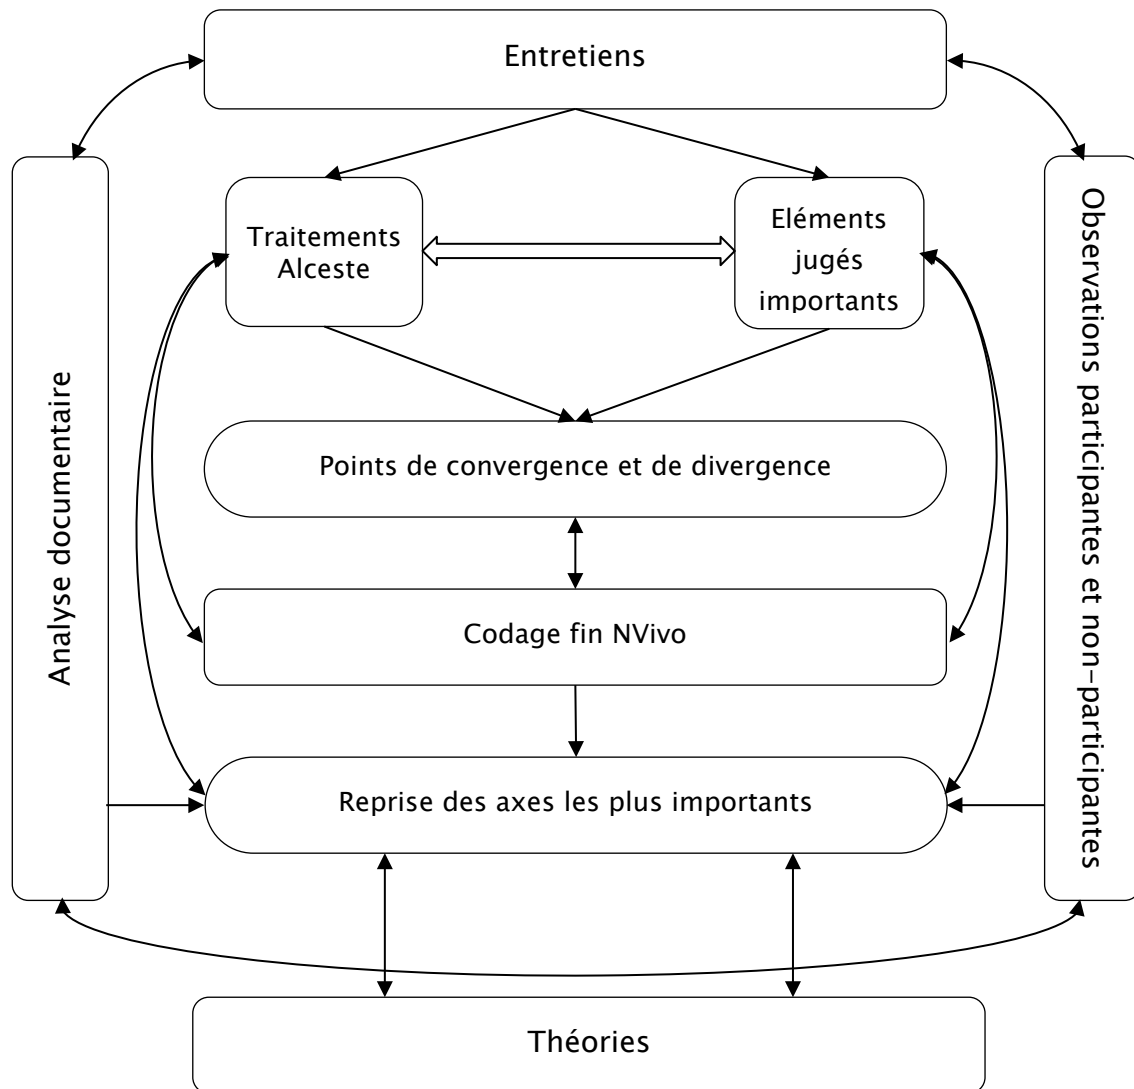 Entretiens
Traitements
Alceste
Eléments
jugés
importants
Analyse documentaire
Observations participantes et non-participantes
Points de convergence et de divergence
Codage fin NVivo
Reprise des axes les plus importants
Théories